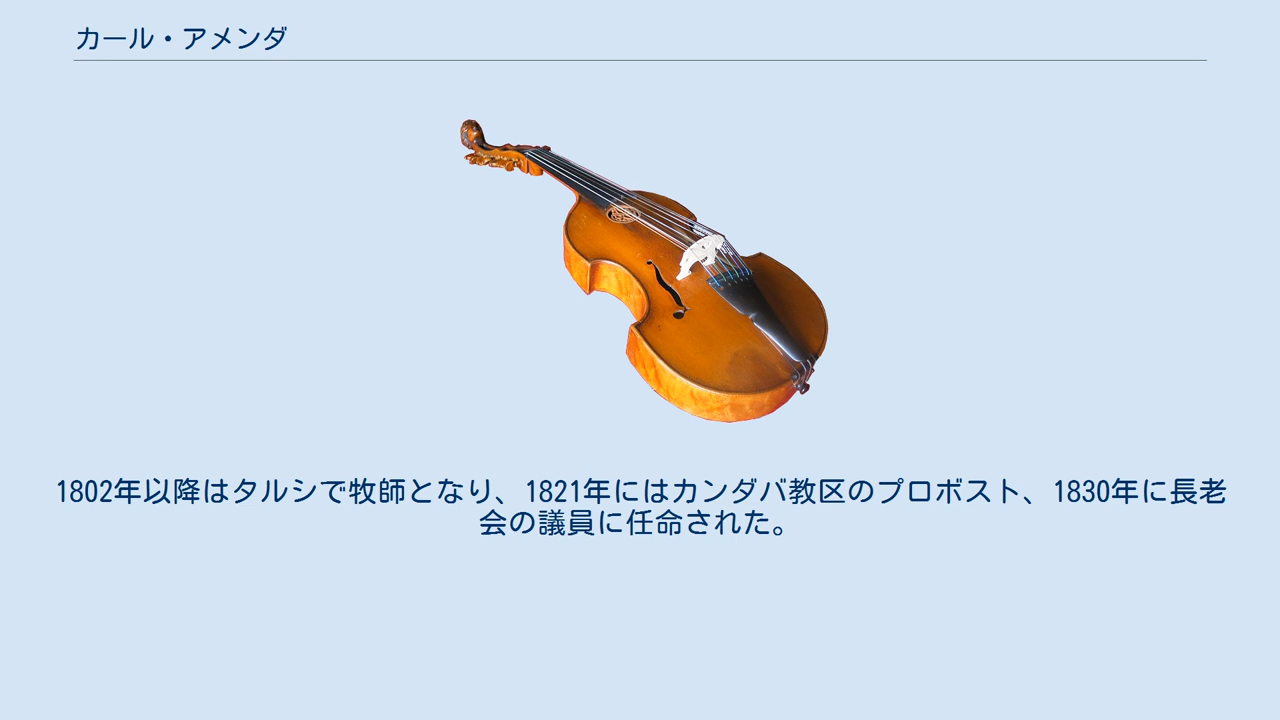 カール・アメンダ
1802年以降はタルシで牧師となり、1821年にはカンダバ教区のプロボスト、1830年に長老
会の議員に任命された。